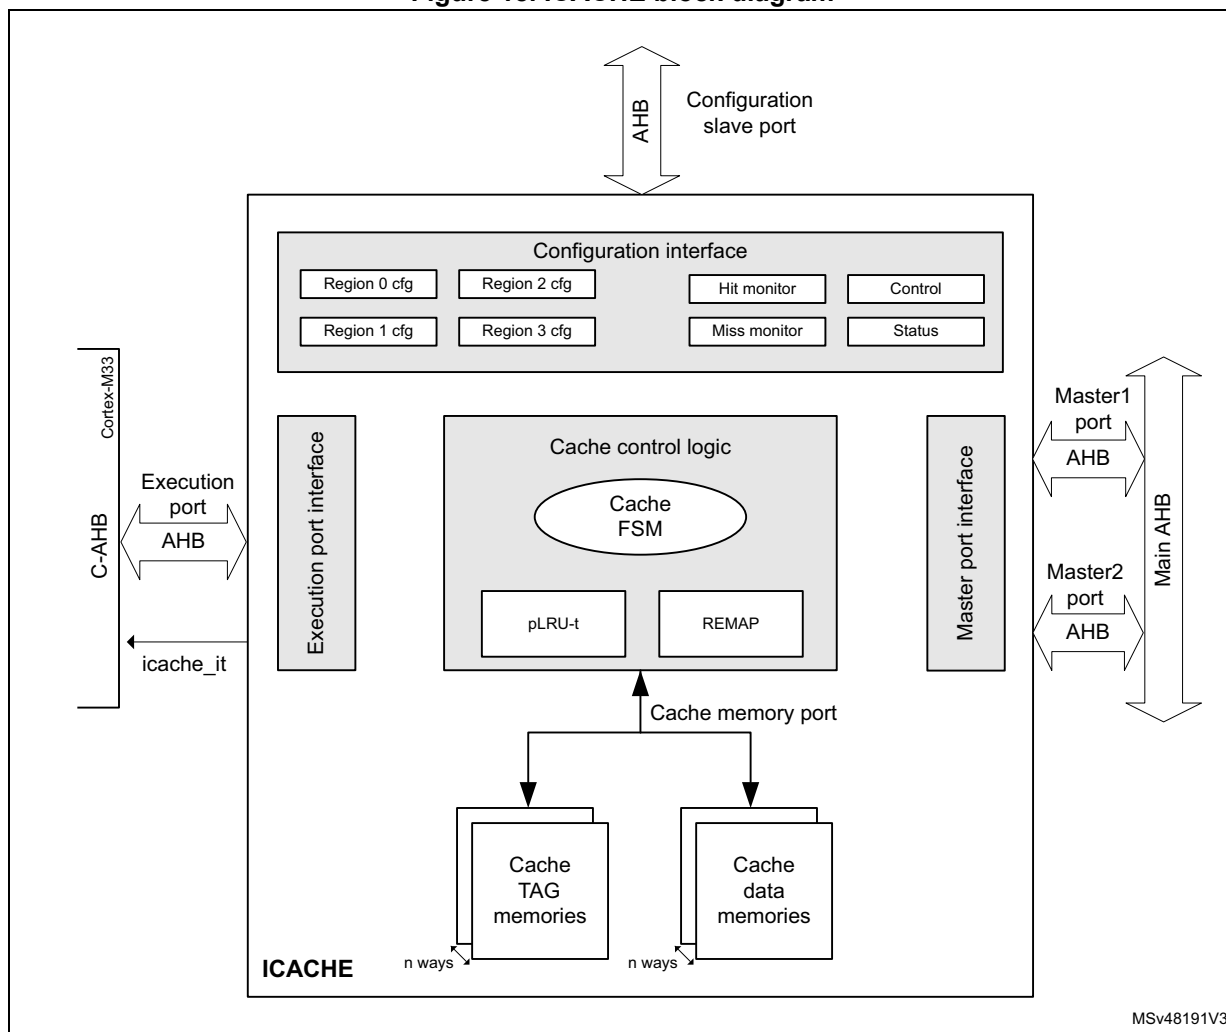 Figure ICACHE block diagram
AHB
Configuration
slave port
Configuration interface
Region 0 cfg
Region 2 cfg
Hit monitor
Control
Region 1 cfg
Region 3 cfg
Miss monitor
Status
Cortex-M33
C-AHB
Execution
port
AHB
icache_it
Execution port interface
Cache control logic
Cache
FSM
pLRU-t
REMAP
Master port interface
Master1
port
AHB
Master2
port
AHB
Main AHB
Cache memory port
Cache
TAG
memories
n ways
Cache
data
memories
n ways
ICACHE
MSv48191V3